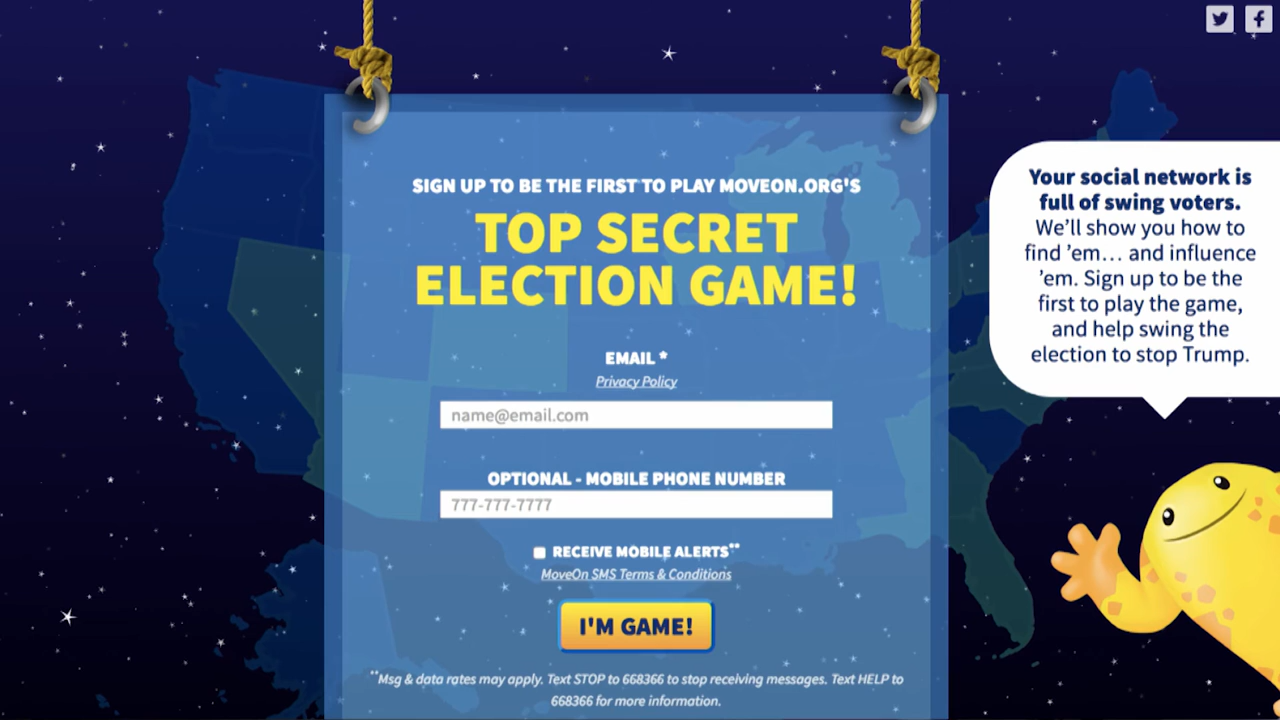 SIGN UP TO BE THE FIRST TO PLAY MOVEON.ORG'S
TOP SECRET
ELECTION GAME!
EMAIL *
Privacy Policy
name@email.com
OPTIONAL - MOBILE PHONE NUMBER
777-777-7777
RECEIVE MOBILE ALERTS**
MoveOn SMS Terms & Conditions
I'M GAME!
**Msg & data rates may apply. Text STOP to 668366 to stop receiving messages. Text HELP to
668366 for more information.
Your social network is
full of swing voters.
We’ll show you how to
find ’em… and influence
’em. Sign up to be the
first to play the game,
and help swing the
election to stop Trump.